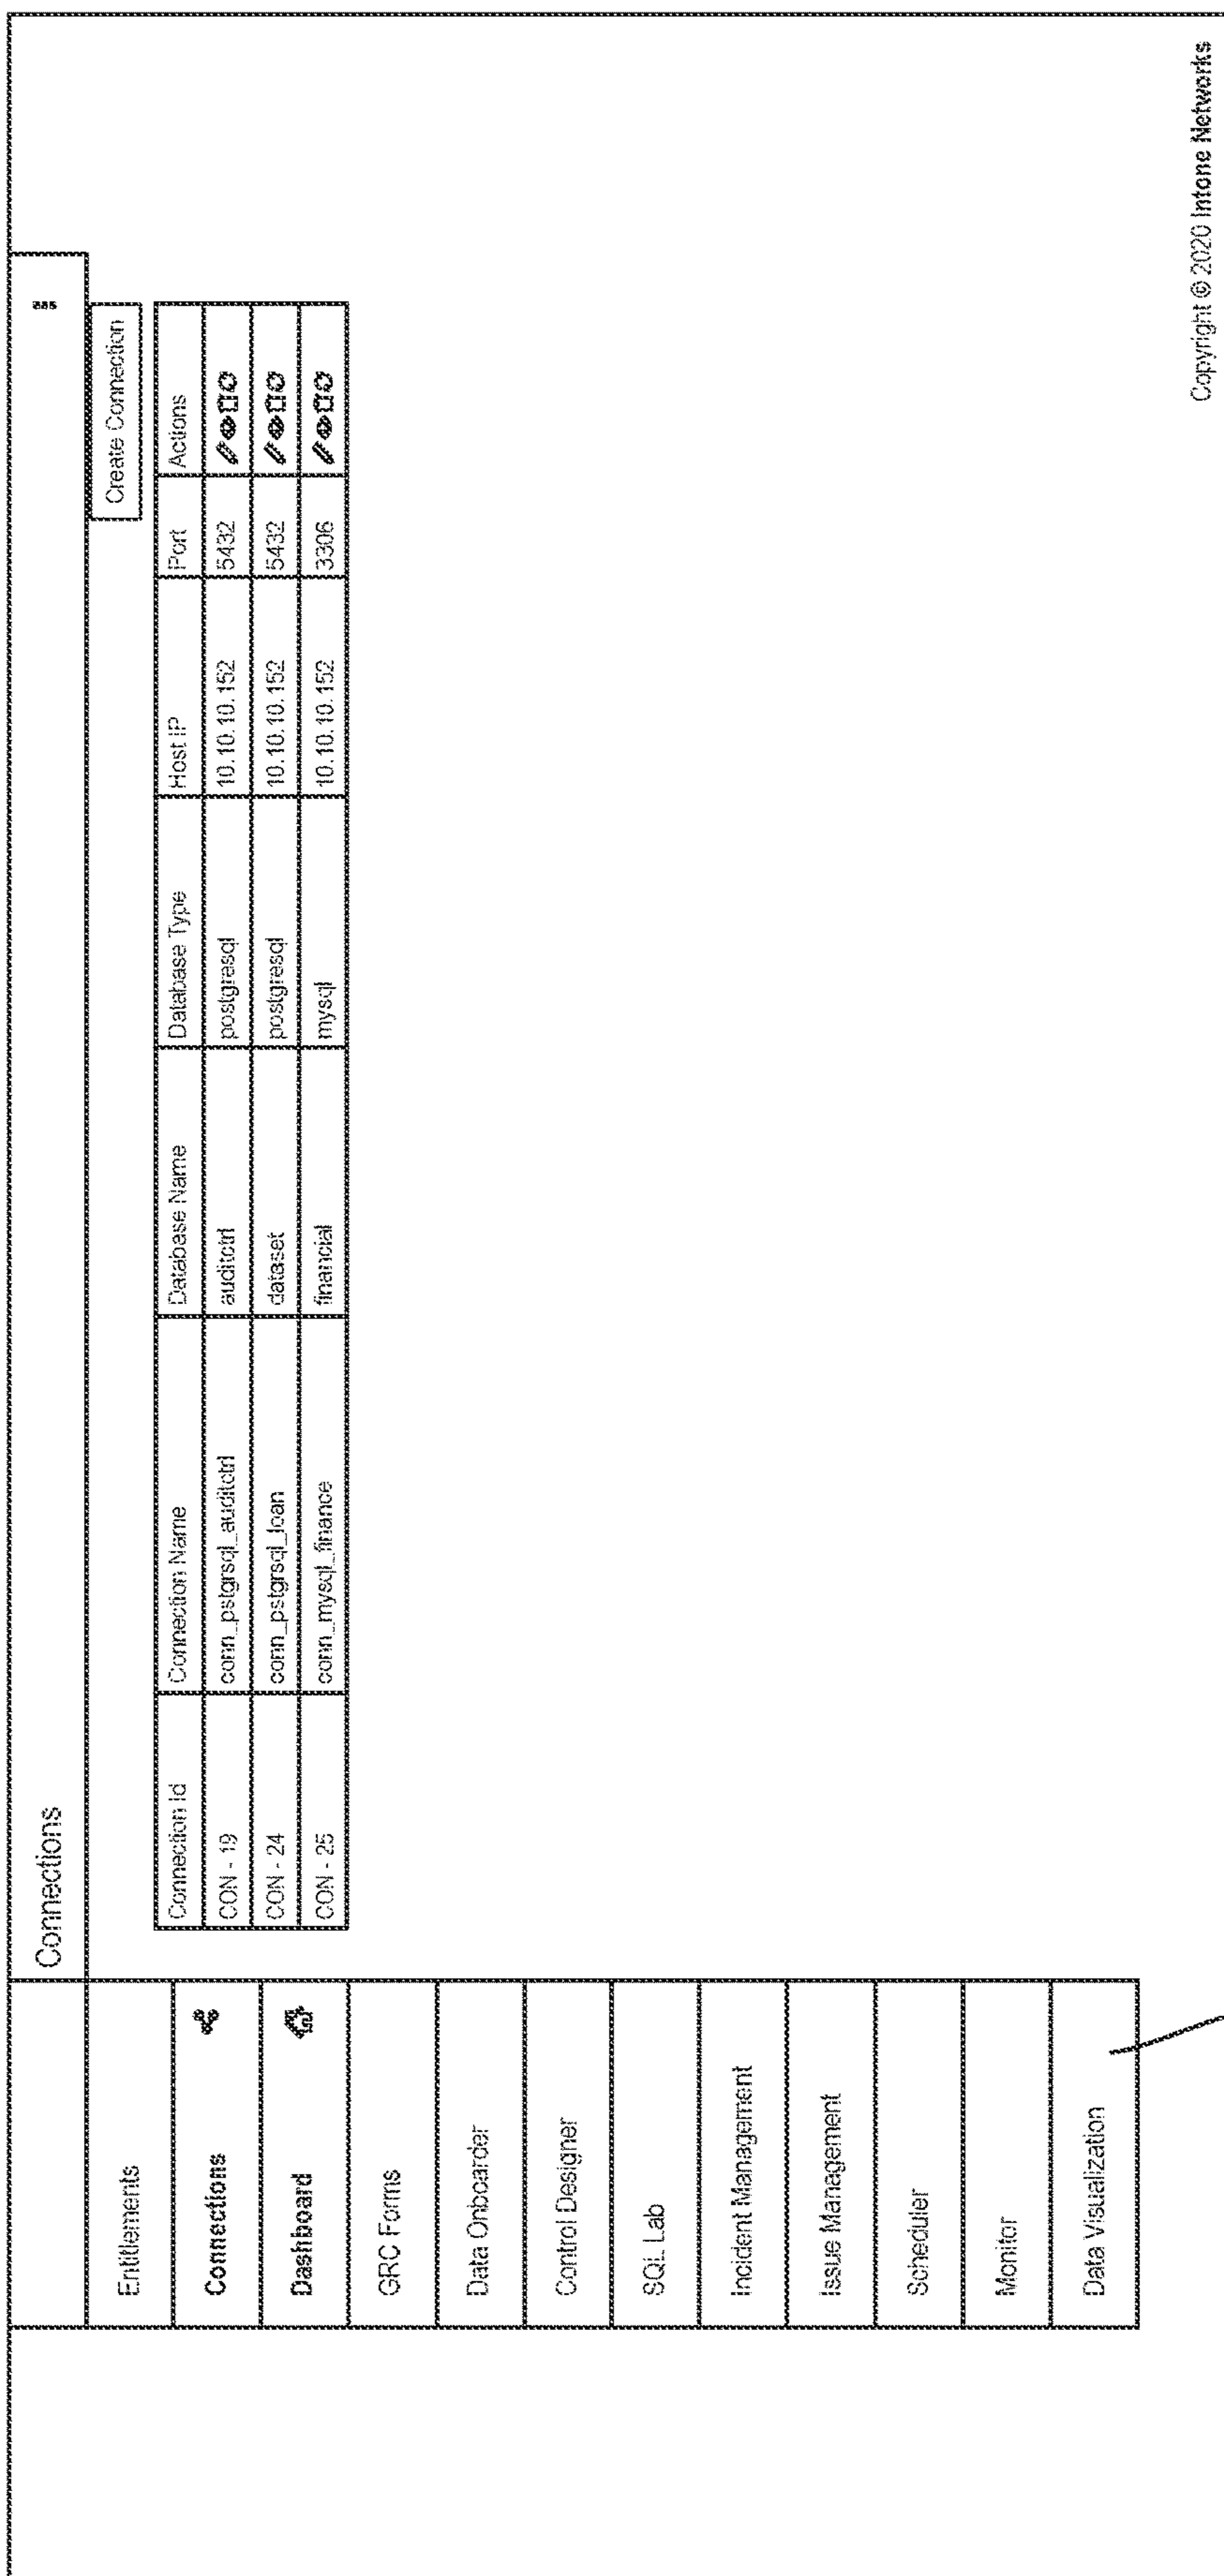 Connections
Create Connection
Connection Id Connection Name Database Name Database Type Host IP Port Actions
CON - 19 conn_pstgrsql_auditctrl auditctrl postgresql 10.10.10.152 5432
CON - 24 conn_pstgrsql_loan dataset postgresql 10.10.10.152 5432
CON - 25 conn_mysql_finance financial mysql 10.10.10.152 3306
Entitlements
Connections
Dashboard
GRC Forms
Data Onboarder
Control Designer
SQL Lab
Incident Management
Issue Management
Scheduler
Monitor
Data Visualization
Copyright © 2020 Intone Networks